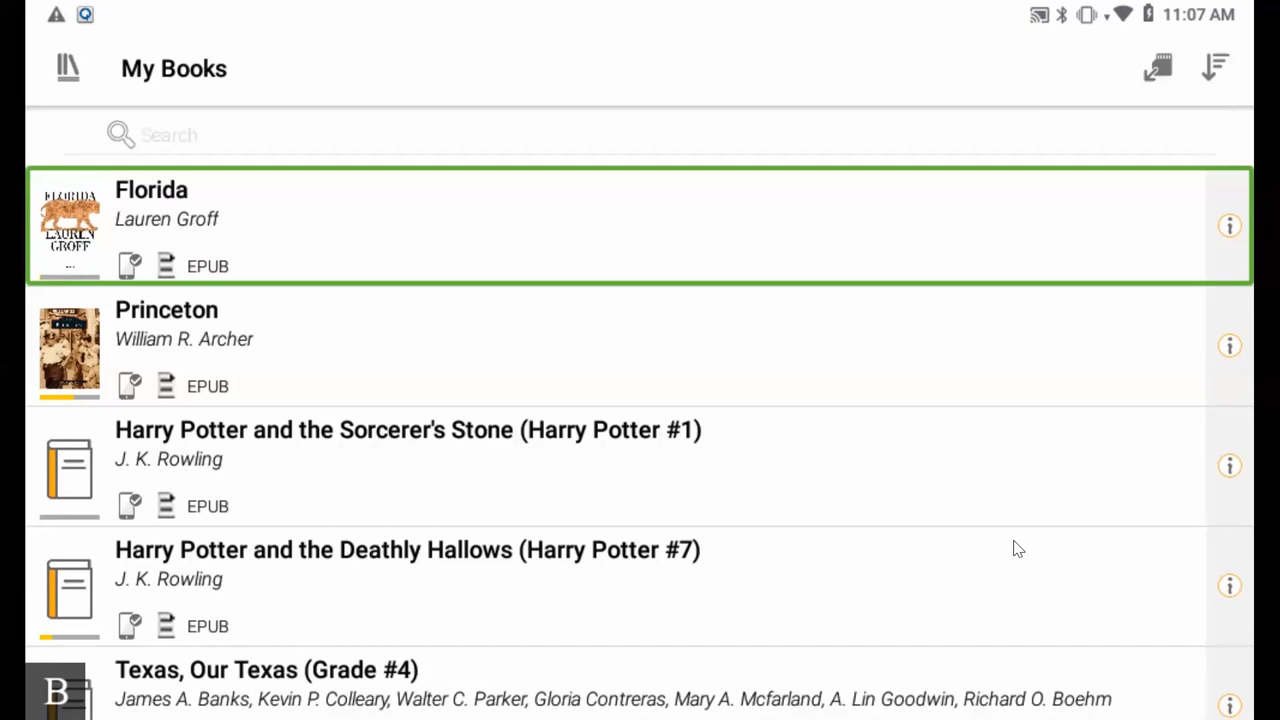 11:07 AM
My Books
Search
FLORIDA
LAUREN
GROFF
Florida
Lauren Groff
EPUB
Princeton
William R. Archer
EPUB
Harry Potter and the Sorcerer's Stone (Harry Potter #1)
J. K. Rowling
EPUB
Harry Potter and the Deathly Hallows (Harry Potter #7)
J. K. Rowling
EPUB
B
Texas, Our Texas (Grade #4)
James A. Banks, Kevin P. Colleary, Walter C. Parker, Gloria Contreras, Mary A. Mcfarland, A. Lin Goodwin, Richard O. Boehm